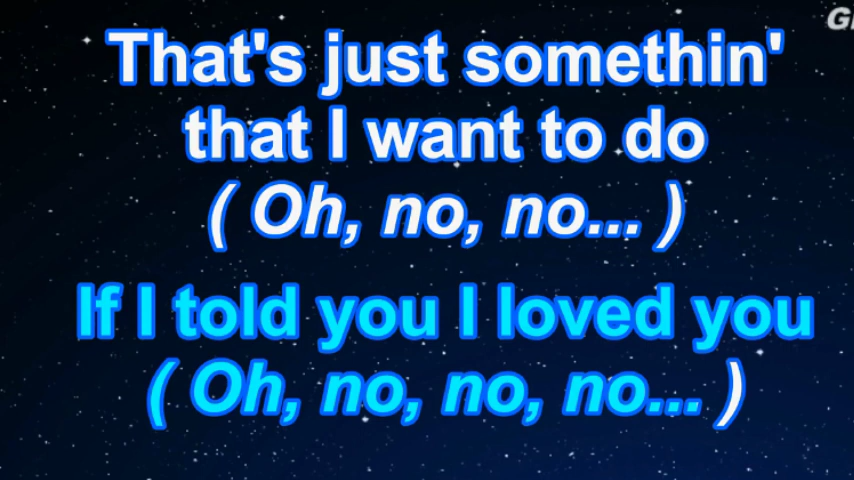 That's just somethin'
that I want to do
( Oh, no, no... )
If I told you I loved you
( Oh, no, no, no... )